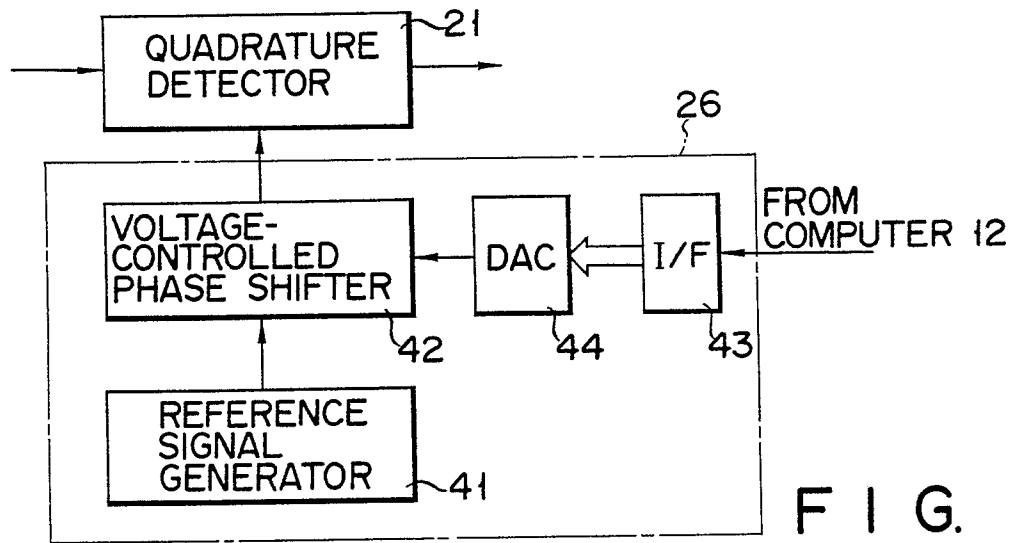 QUADRATURE
DETECTOR
21
26
VOLTAGE-
CONTROLLED
PHASE SHIFTER
42
DAC
44
I/F
43
FROM
COMPUTER 12
REFERENCE
SIGNAL
GENERATOR
41
FIG.